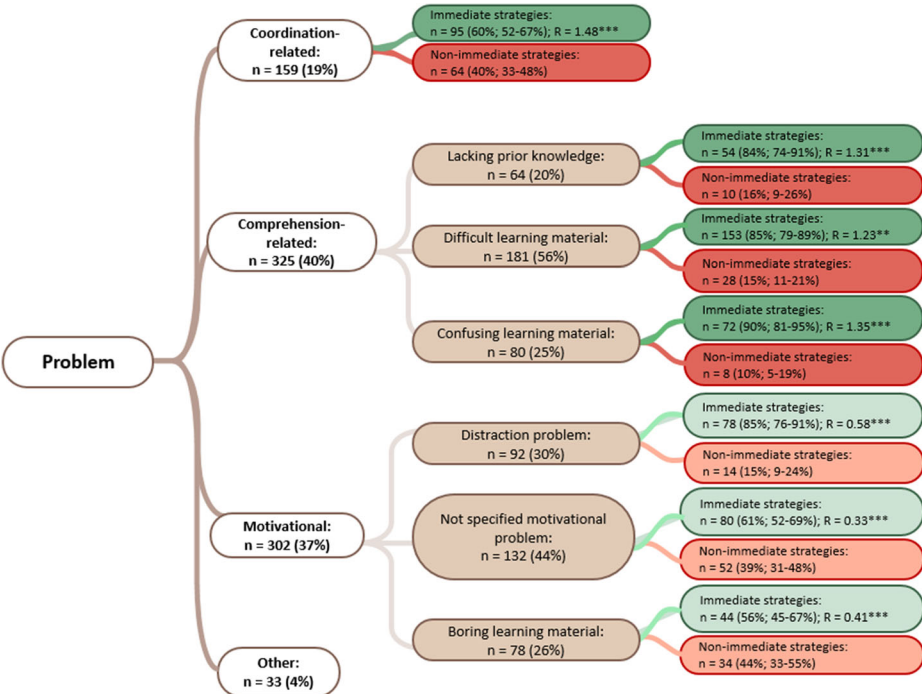 Problem
Coordination-
related:
n = 159 (19%)
Immediate strategies:
n = 95 (60%; 52-67%); R = 1.48***
Non-immediate strategies:
n = 64 (40%; 33-48%)
Comprehension-
related:
n = 325 (40%)
Lacking prior knowledge:
n = 64 (20%)
Immediate strategies:
n = 54 (84%; 74-91%); R = 1.31***
Non-immediate strategies:
n = 10 (16%; 9-26%)
Difficult learning material:
n = 181 (56%)
Immediate strategies:
n = 153 (85%; 79-89%); R = 1.23**
Non-immediate strategies:
n = 28 (15%; 11-21%)
Confusing learning material:
n = 80 (25%)
Immediate strategies:
n = 72 (90%; 81-95%); R = 1.35***
Non-immediate strategies:
n = 8 (10%; 5-19%)
Motivational:
n = 302 (37%)
Distraction problem:
n = 92 (30%)
Immediate strategies:
n = 78 (85%; 76-91%); R = 0.58***
Non-immediate strategies:
n = 14 (15%; 9-24%)
Not specified motivational
problem:
n = 132 (44%)
Immediate strategies:
n = 80 (61%; 52-69%); R = 0.33***
Non-immediate strategies:
n = 52 (39%; 31-48%)
Boring learning material:
n = 78 (26%)
Immediate strategies:
n = 44 (56%; 45-67%); R = 0.41***
Non-immediate strategies:
n = 34 (44%; 33-55%)
Other:
n = 33 (4%)